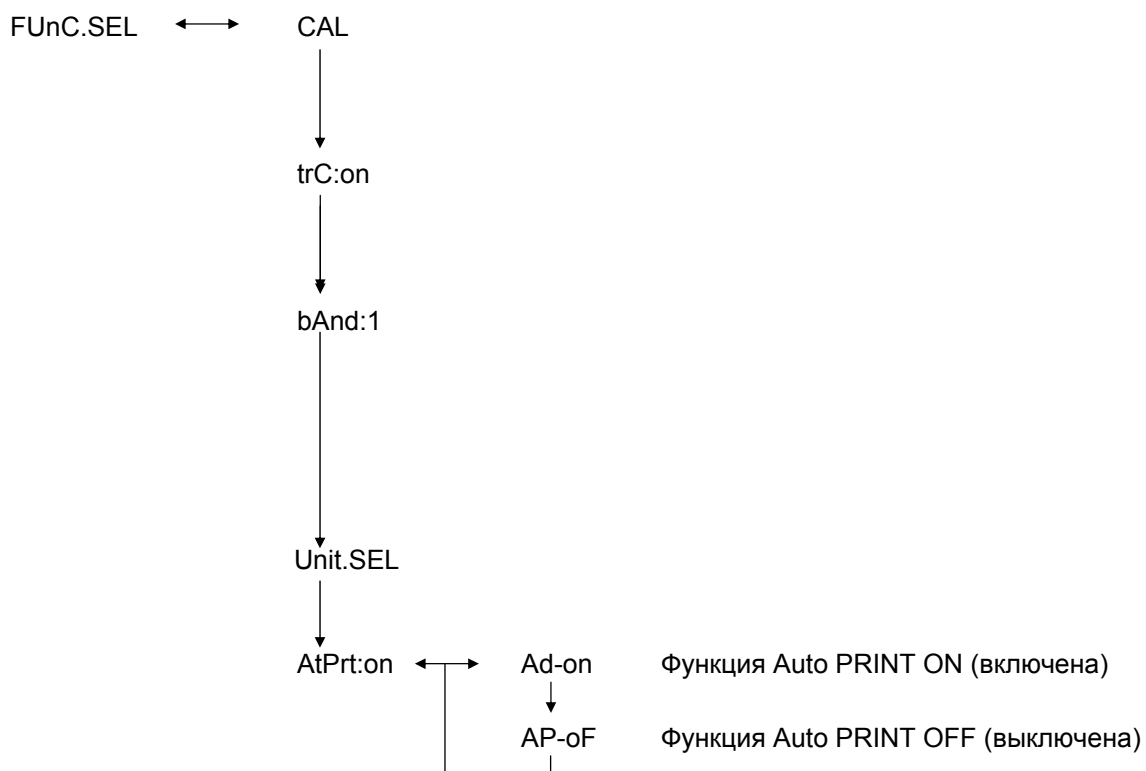 FUnC.SEL CAL
trC:on
bAnd:1
Unit.SEL
AtPrt:on Ad-on Функция Auto PRINT ON (включена)
AP-oF Функция Auto PRINT OFF (выключена)